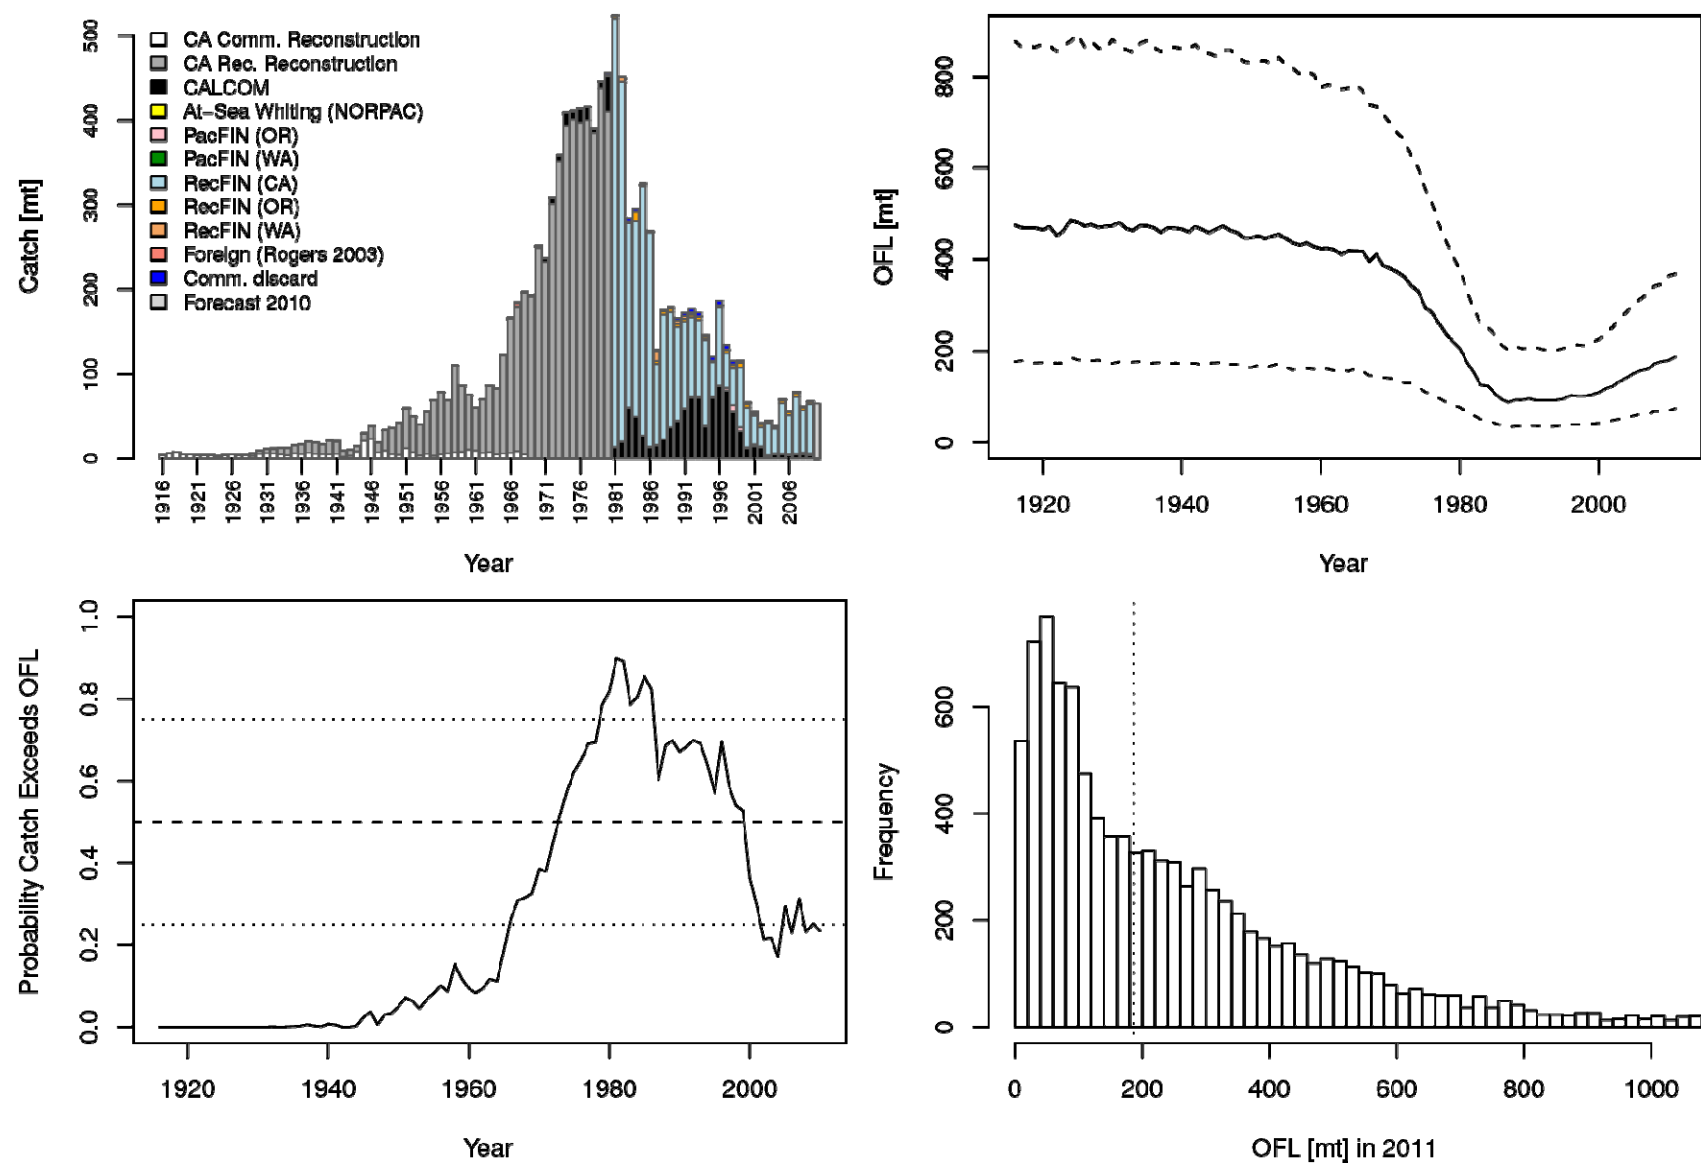 Catch [mt]
500
400
300
200
100
0
CA Comm. Reconstruction
CA Rec. Reconstruction
CALCOM
At-Sea Whiting (NORPAC)
PacFIN (OR)
PacFIN (WA)
RecFIN (CA)
RecFIN (OR)
RecFIN (WA)
Foreign (Rogers 2003)
Comm. discard
Forecast 2010
1916 1921 1926 1931 1936 1941 1946 1951 1956 1961 1966 1971 1976 1981 1986 1991 1996 2001 2006
Year
OFL [mt]
800
600
400
200
0
1920 1940 1960 1980 2000
Year
Probability Catch Exceeds OFL
1.0
0.8
0.6
0.4
0.2
0.0
1920 1940 1960 1980 2000
Year
Frequency
600
400
200
0
0 200 400 600 800 1000
OFL [mt] in 2011